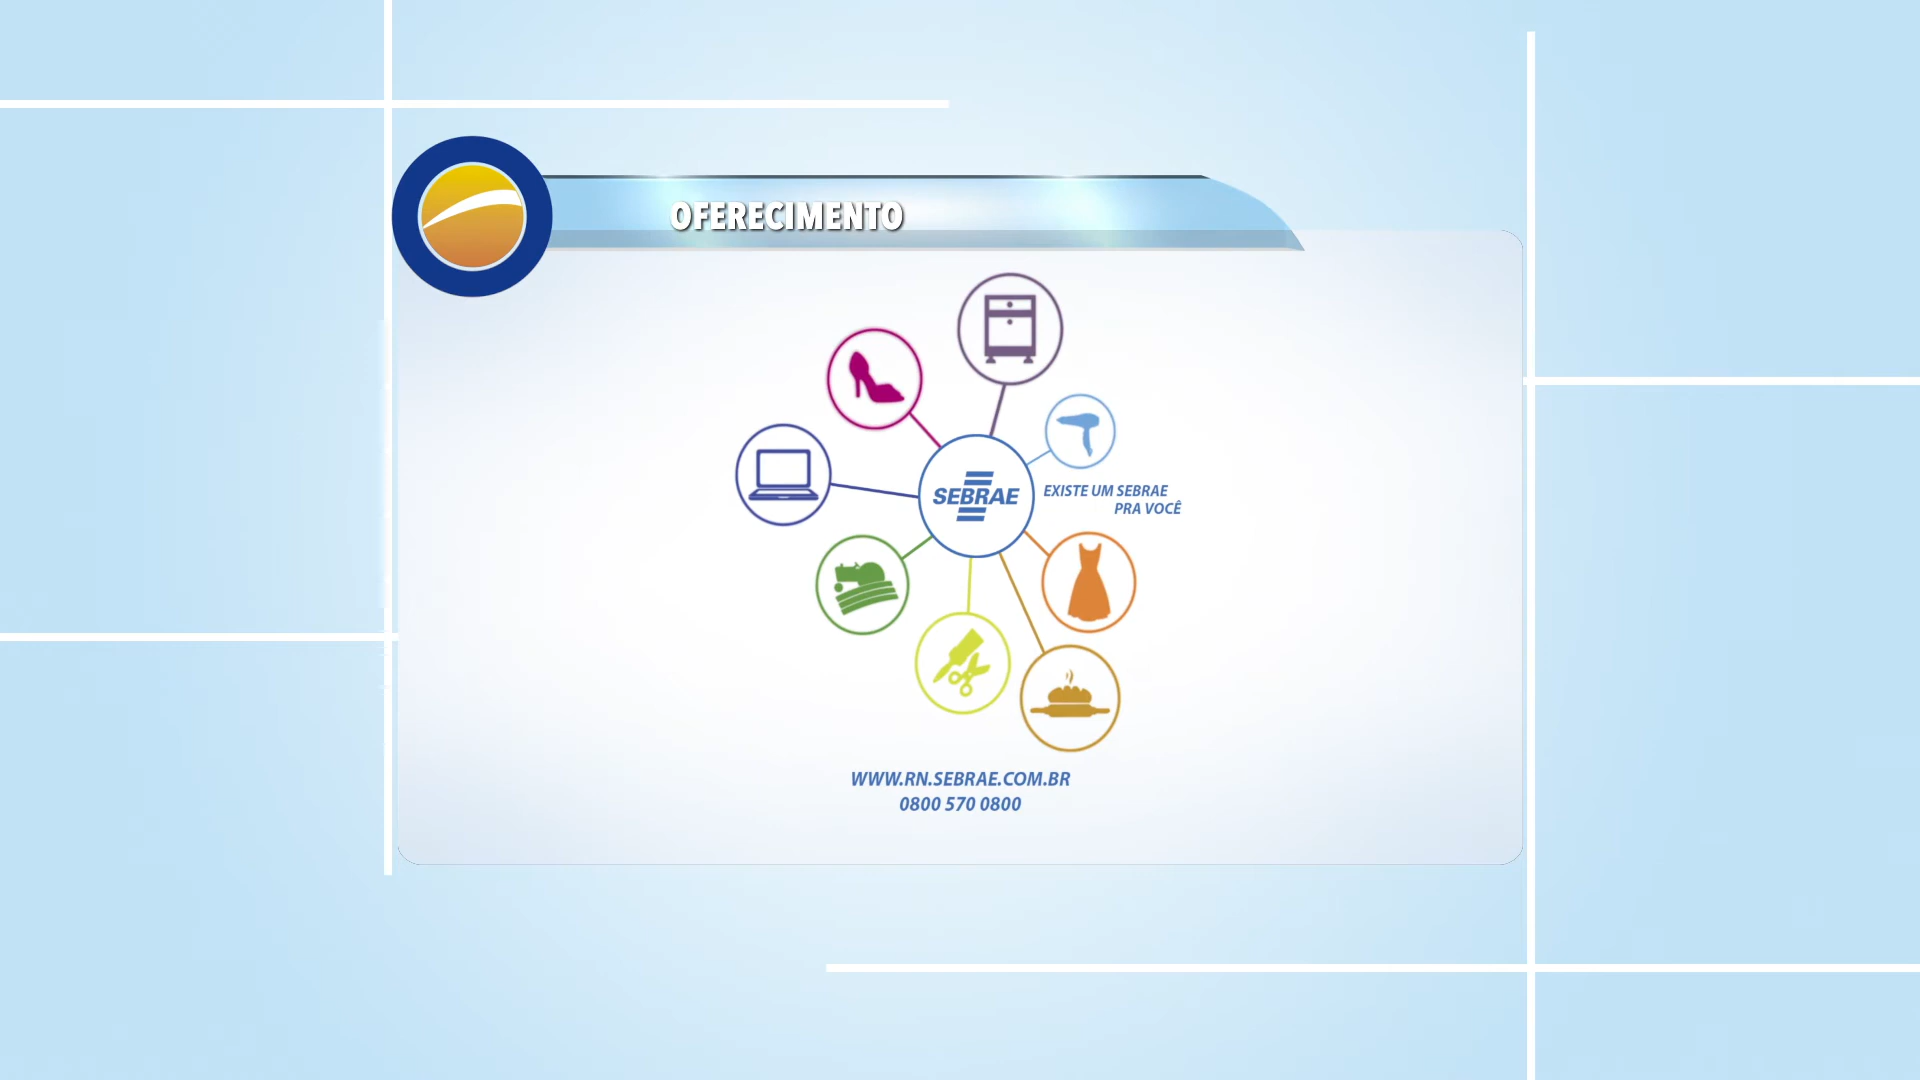 OFERECIMENTO
SEBRAE
EXISTE UM SEBRAE
PRA VOCÊ
WWW.RN.SEBRAE.COM.BR
0800 570 0800